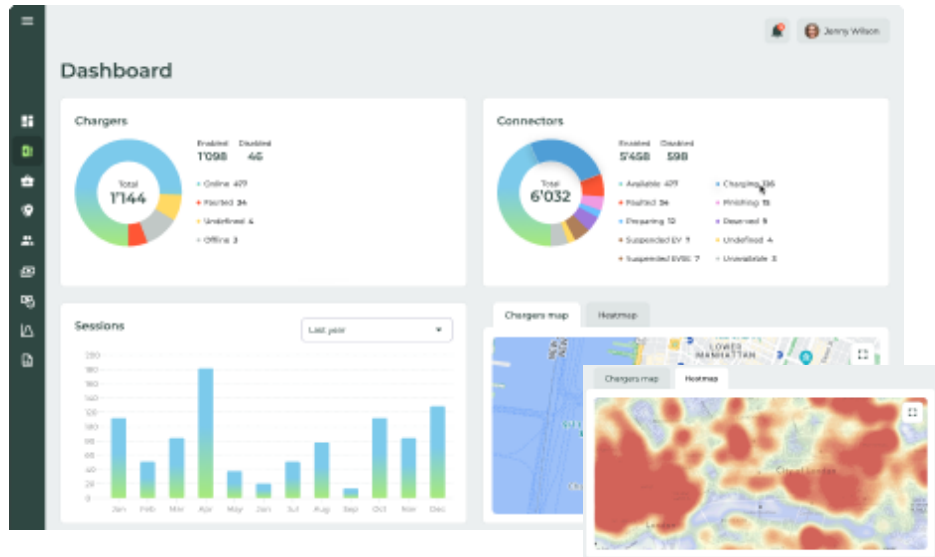 Jenny Wilson
Dashboard
Chargers
Enabled Disabled
1'098 46
Total
1'144
Online 477
Faulted 34
Undefined 4
Offline 3
Connectors
Enabled Disabled
5'458 598
Total
6'032
Available 477
Charging
Faulted 34
Finishing 15
Preparing 12
Reserved 9
Suspended EV 7
Undefined 4
Suspended EVSE 7
Unavailable 3
Sessions
Last year
200
180
160
140
120
100
80
60
40
20
0
Jan Feb Mar Apr May Jun Jul Aug Sep Oct Nov Dec
Chargers map Heatmap
LOWER
MANHATTAN
Chargers map Heatmap
City of London
London